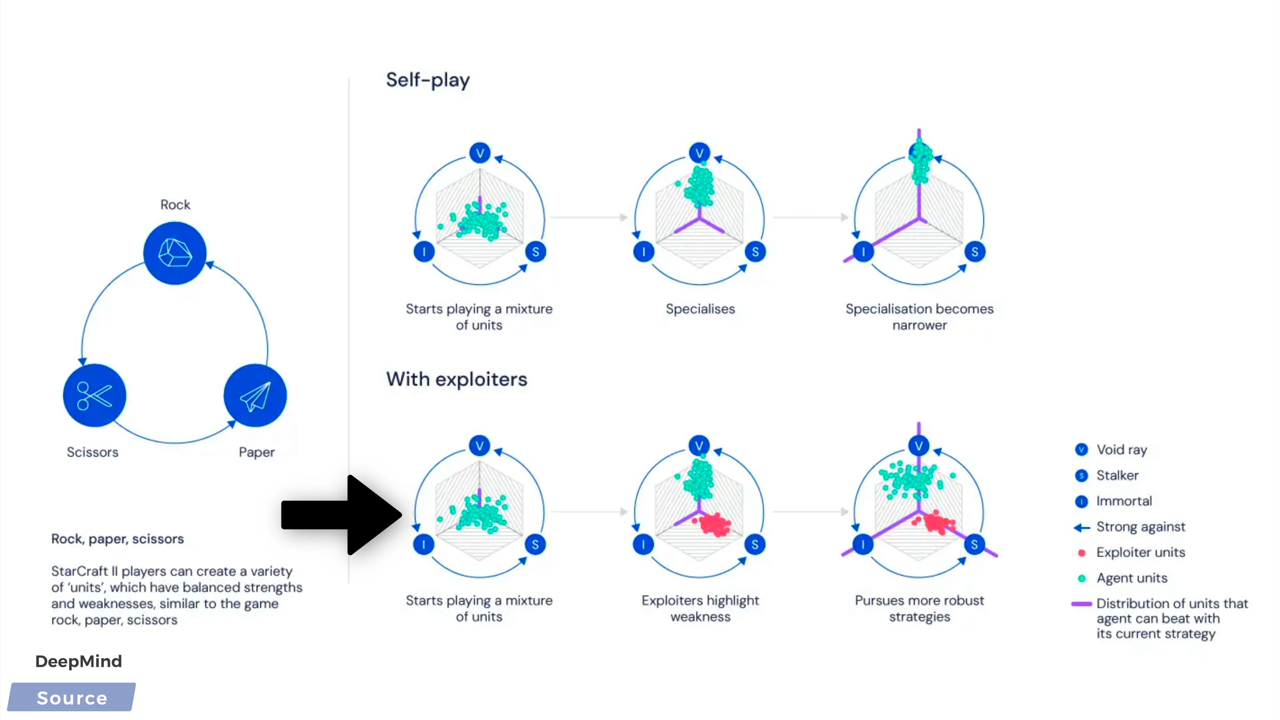 Self-play
V
I
S
Starts playing a mixture
of units
V
I
S
Specialises
V
I
S
Specialisation becomes
narrower
Rock
Scissors
Paper
Rock, paper, scissors
StarCraft II players can create a variety
of 'units', which have balanced strengths
and weaknesses, similar to the game
rock, paper, scissors
With exploiters
V
I
S
Starts playing a mixture
of units
V
I
S
Exploiters highlight
weakness
V
I
S
Pursues more robust
strategies
V Void ray
S Stalker
I Immortal
Strong against
Exploiter units
Agent units
Distribution of units that
agent can beat with
its current strategy
DeepMind
Source